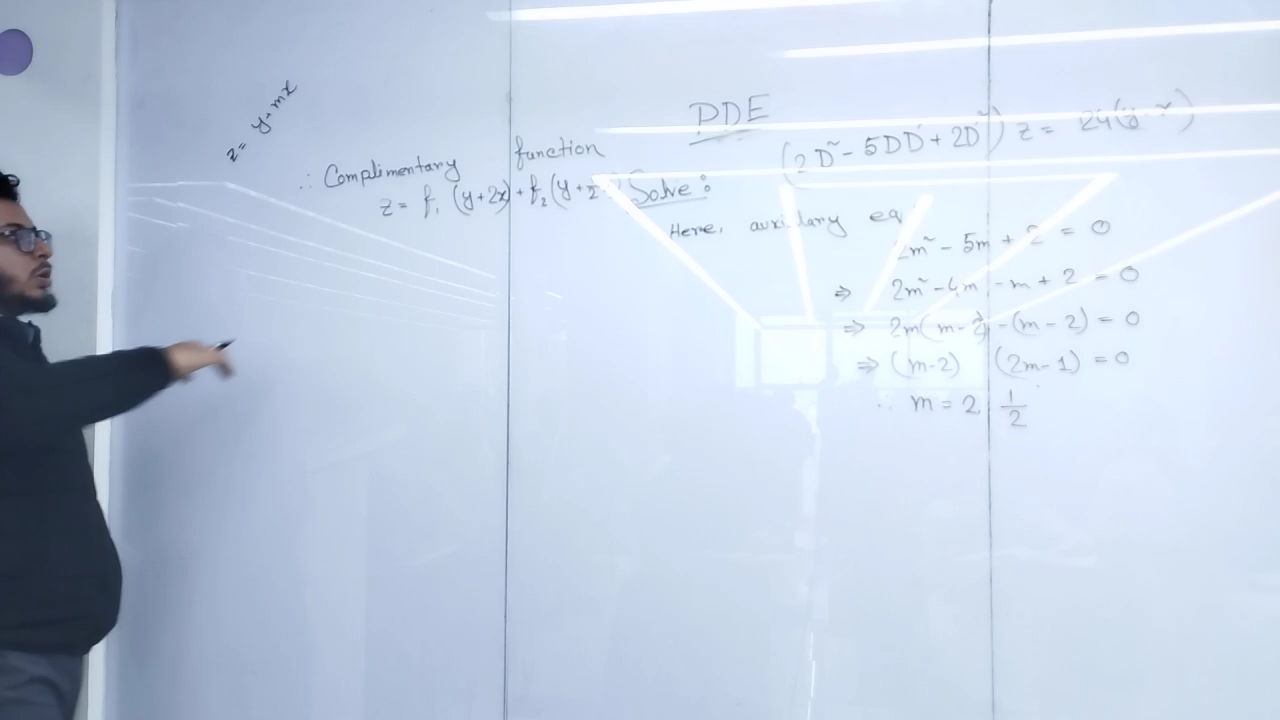 PDE
(2D² - 5DD' + 2D'²) z = 24(y-x)
Solve:
Here, auxilary eq
2m² - 5m + 2 = 0
⇒ 2m² - 4m - m + 2 = 0
⇒ 2m(m-2) - (m-2) = 0
⇒ (m-2) (2m-1) = 0
∴ m = 2, 1/2
z = y + mx
∴ Complimentary function
z = f₁ (y+2x) + f₂ (y +